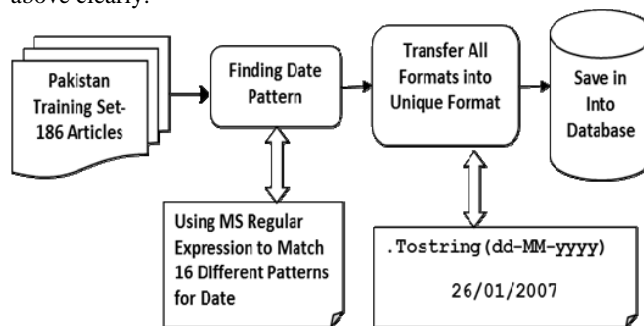 above clearly.
Pakistan
Training Set-
186 Articles
Finding Date
Pattern
Transfer All
Formats into
Unique Format
Save in
Into
Database
Using MS Regular
Expression to Match
16 Different Patterns
for Date
.Tostring(dd-MM-yyyy)
26/01/2007